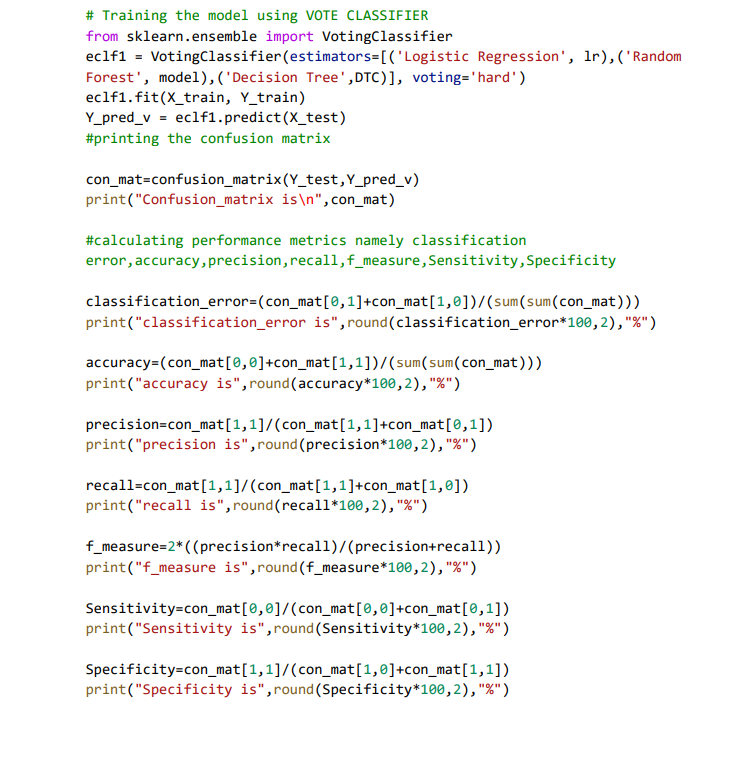 # Training the model using VOTE CLASSIFIER
from sklearn.ensemble import VotingClassifier
eclf1 = VotingClassifier(estimators=[('Logistic Regression', lr),('Random
Forest', model),('Decision Tree',DTC)], voting='hard')
eclf1.fit(X_train, Y_train)
Y_pred_v = eclf1.predict(X_test)
#printing the confusion matrix
con_mat=confusion_matrix(Y_test,Y_pred_v)
print("Confusion_matrix is\n",con_mat)
#calculating performance metrics namely classification
error,accuracy,precision,recall,f_measure,Sensitivity,Specificity
classification_error=(con_mat[0,1]+con_mat[1,0])/(sum(sum(con_mat)))
print("classification_error is",round(classification_error*100,2),"%")
accuracy=(con_mat[0,0]+con_mat[1,1])/(sum(sum(con_mat)))
print("accuracy is",round(accuracy*100,2),"%")
precision=con_mat[1,1]/(con_mat[1,1]+con_mat[0,1])
print("precision is",round(precision*100,2),"%")
recall=con_mat[1,1]/(con_mat[1,1]+con_mat[1,0])
print("recall is",round(recall*100,2),"%")
f_measure=2*((precision*recall)/(precision+recall))
print("f_measure is",round(f_measure*100,2),"%")
Sensitivity=con_mat[0,0]/(con_mat[0,0]+con_mat[0,1])
print("Sensitivity is",round(Sensitivity*100,2),"%")
Specificity=con_mat[1,1]/(con_mat[1,0]+con_mat[1,1])
print("Specificity is",round(Specificity*100,2),"%")